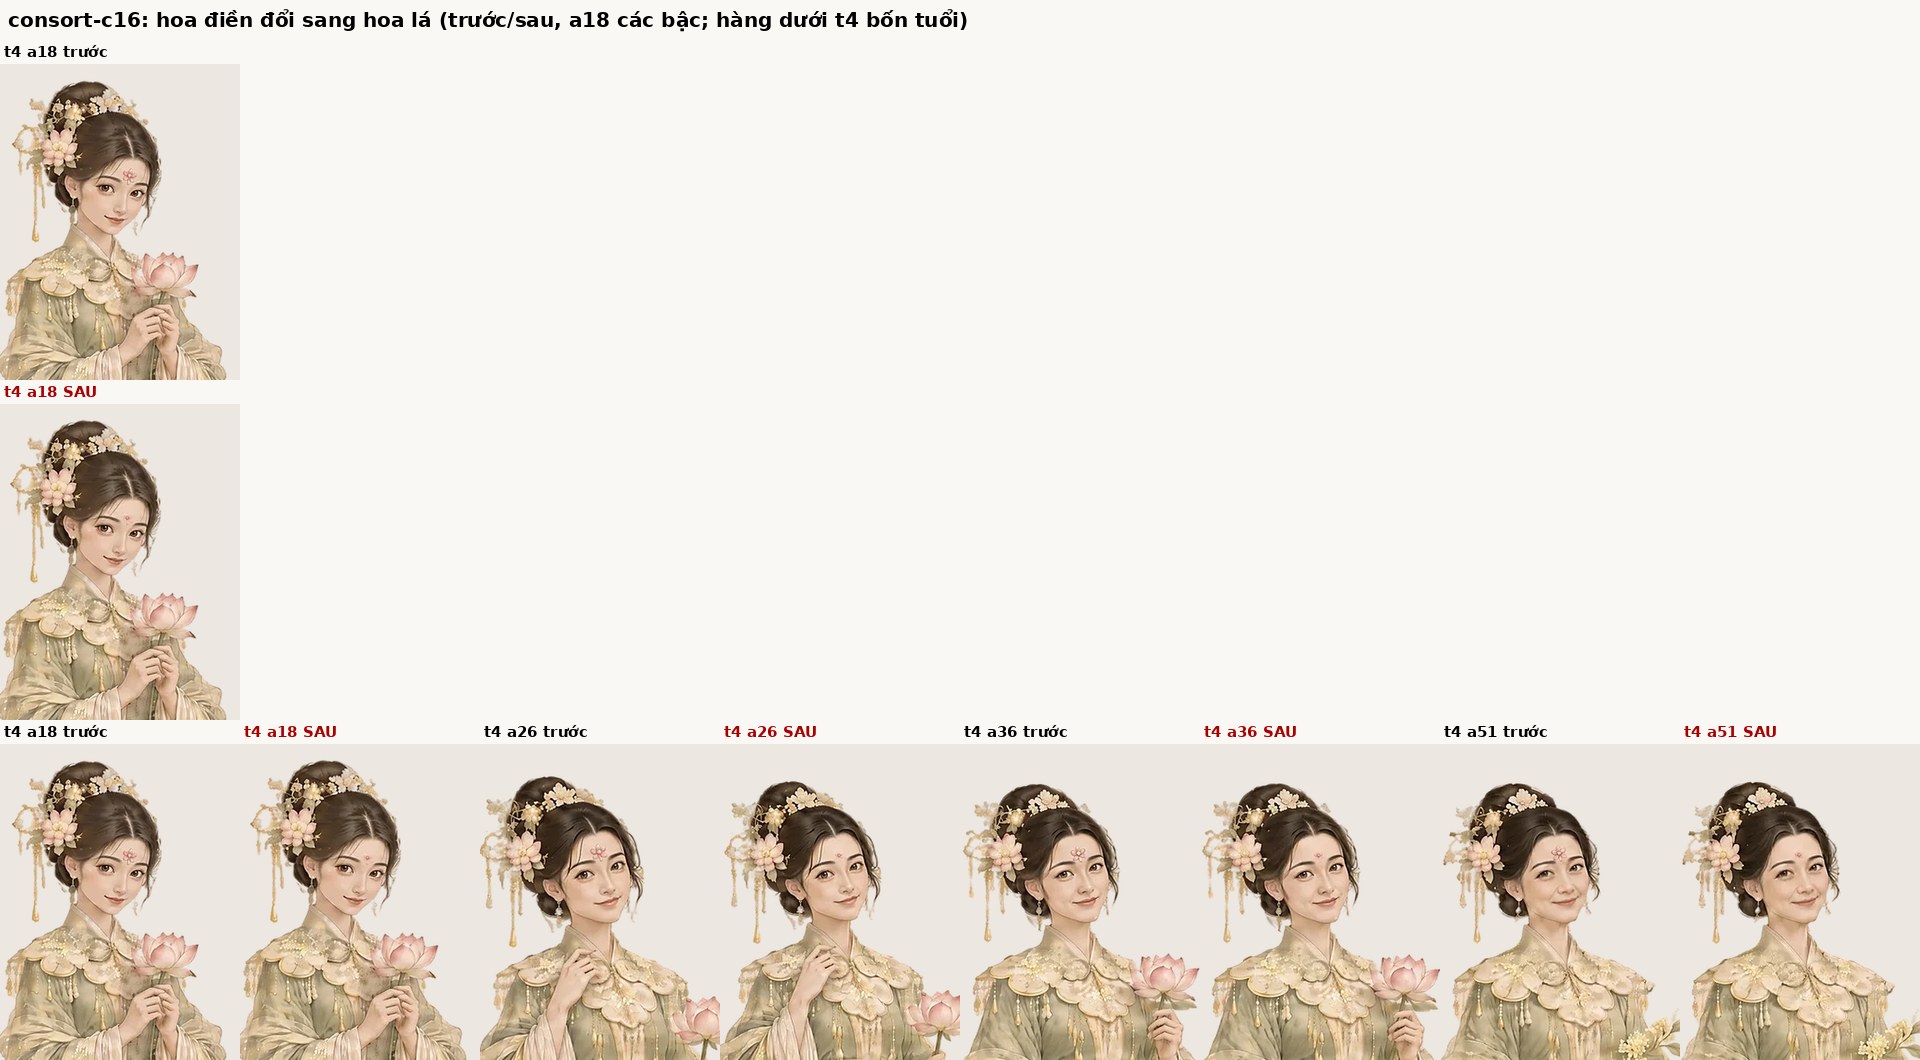 consort-c16: hoa điền đổi sang hoa lá (trước/sau, a18 các bậc; hàng dưới t4 bốn tuổi)
t4 a18 trước
t4 a18 SAU
t4 a18 trước
t4 a18 SAU
t4 a26 trước
t4 a26 SAU
t4 a36 trước
t4 a36 SAU
t4 a51 trước
t4 a51 SAU